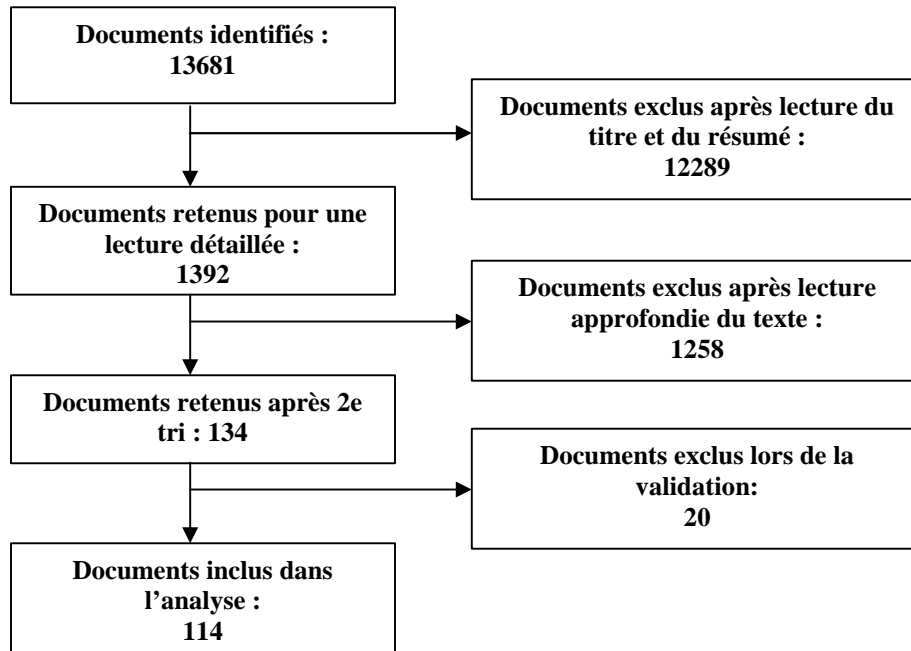 Documents identifiés :
13681
Documents exclus après lecture du
titre et du résumé :
12289
Documents retenus pour une
lecture détaillée :
1392
Documents exclus après lecture
approfondie du texte :
1258
Documents retenus après 2e
tri : 134
Documents exclus lors de la
validation:
20
Documents inclus dans
l’analyse :
114